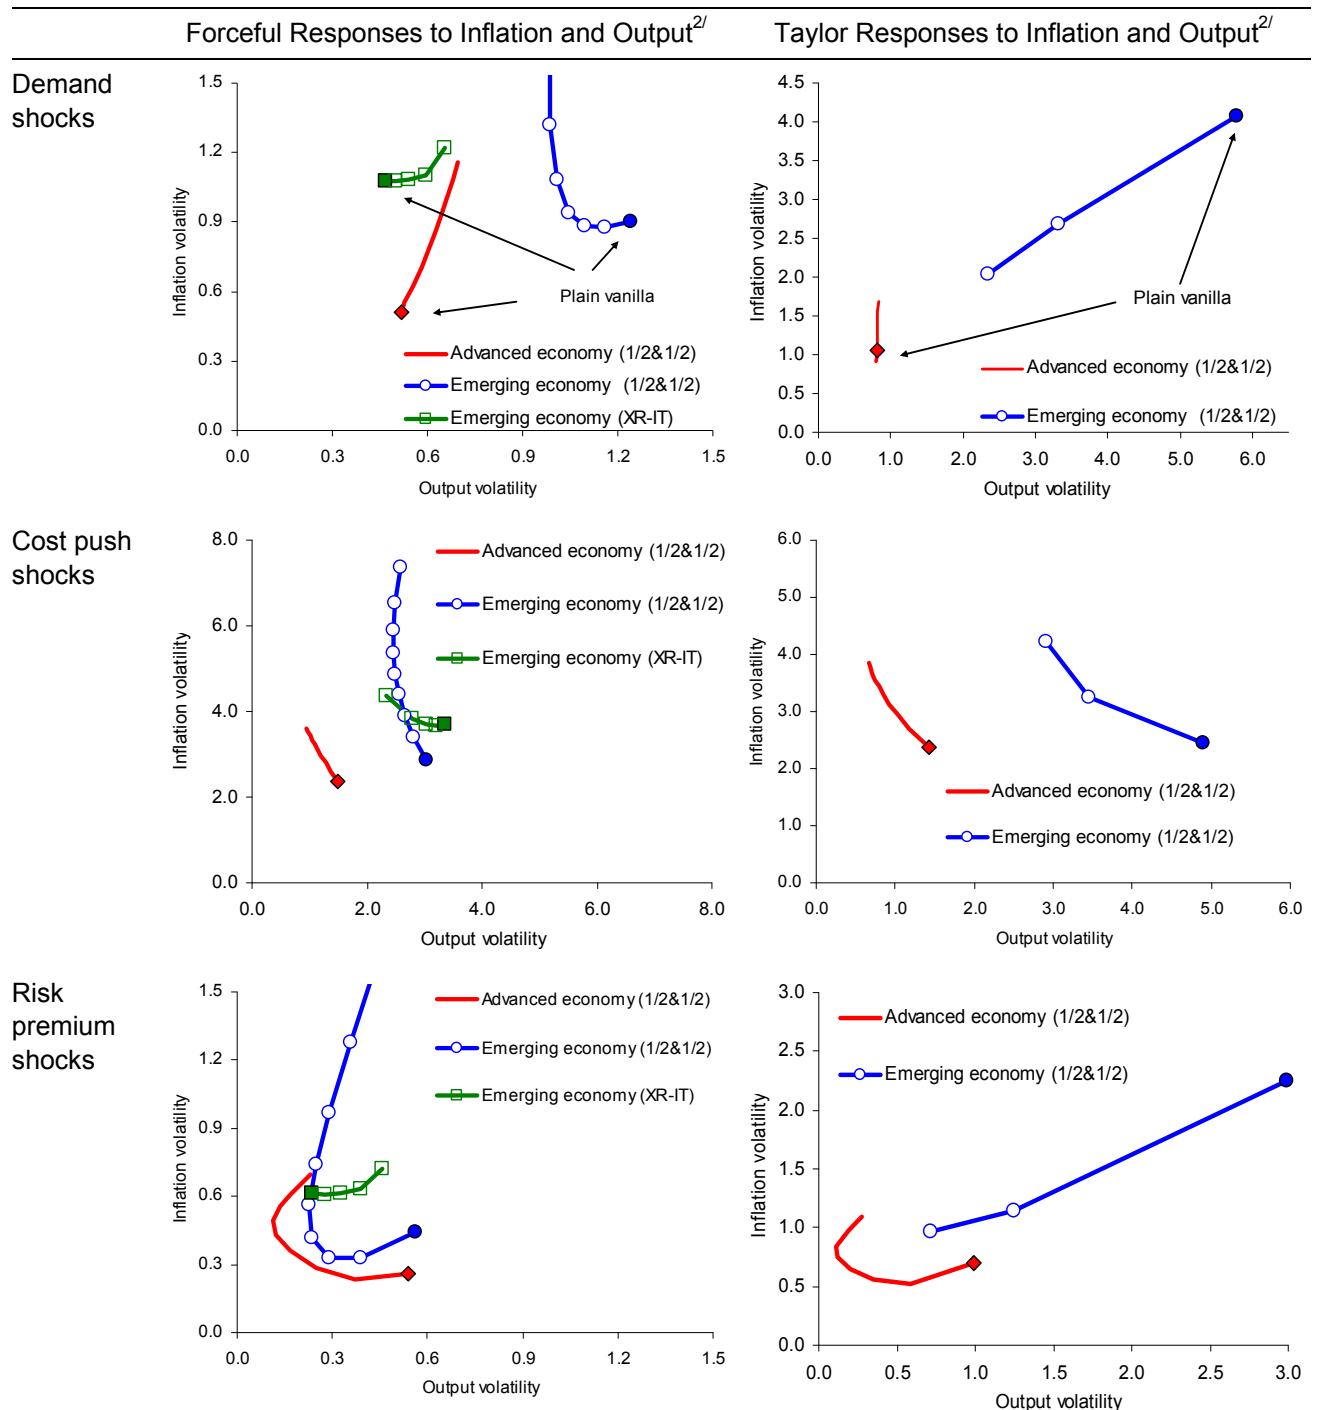 Forceful Responses to Inflation and Output2/
Taylor Responses to Inflation and Output2/
Demand
shocks
1.5
1.2
0.9
0.6
0.3
0.0
Inflation volatility
Plain vanilla
Advanced economy (1/2&1/2)
Emerging economy (1/2&1/2)
Emerging economy (XR-IT)
0.0 0.3 0.6 0.9 1.2 1.5
Output volatility
4.5
4.0
3.5
3.0
2.5
2.0
1.5
1.0
0.5
0.0
Inflation volatility
Plain vanilla
Advanced economy (1/2&1/2)
Emerging economy (1/2&1/2)
0.0 1.0 2.0 3.0 4.0 5.0 6.0
Output volatility
Cost push
shocks
8.0
6.0
4.0
2.0
0.0
Inflation volatility
Advanced economy (1/2&1/2)
Emerging economy (1/2&1/2)
Emerging economy (XR-IT)
0.0 2.0 4.0 6.0 8.0
Output volatility
6.0
5.0
4.0
3.0
2.0
1.0
0.0
Inflation volatility
Advanced economy (1/2&1/2)
Emerging economy (1/2&1/2)
0.0 1.0 2.0 3.0 4.0 5.0 6.0
Output volatility
Risk
premium
shocks
1.5
1.2
0.9
0.6
0.3
0.0
Inflation volatility
Advanced economy (1/2&1/2)
Emerging economy (1/2&1/2)
Emerging economy (XR-IT)
0.0 0.3 0.6 0.9 1.2 1.5
Output volatility
3.0
2.5
2.0
1.5
1.0
0.5
0.0
Inflation volatility
Advanced economy (1/2&1/2)
Emerging economy (1/2&1/2)
0.0 0.5 1.0 1.5 2.0 2.5 3.0
Output volatility